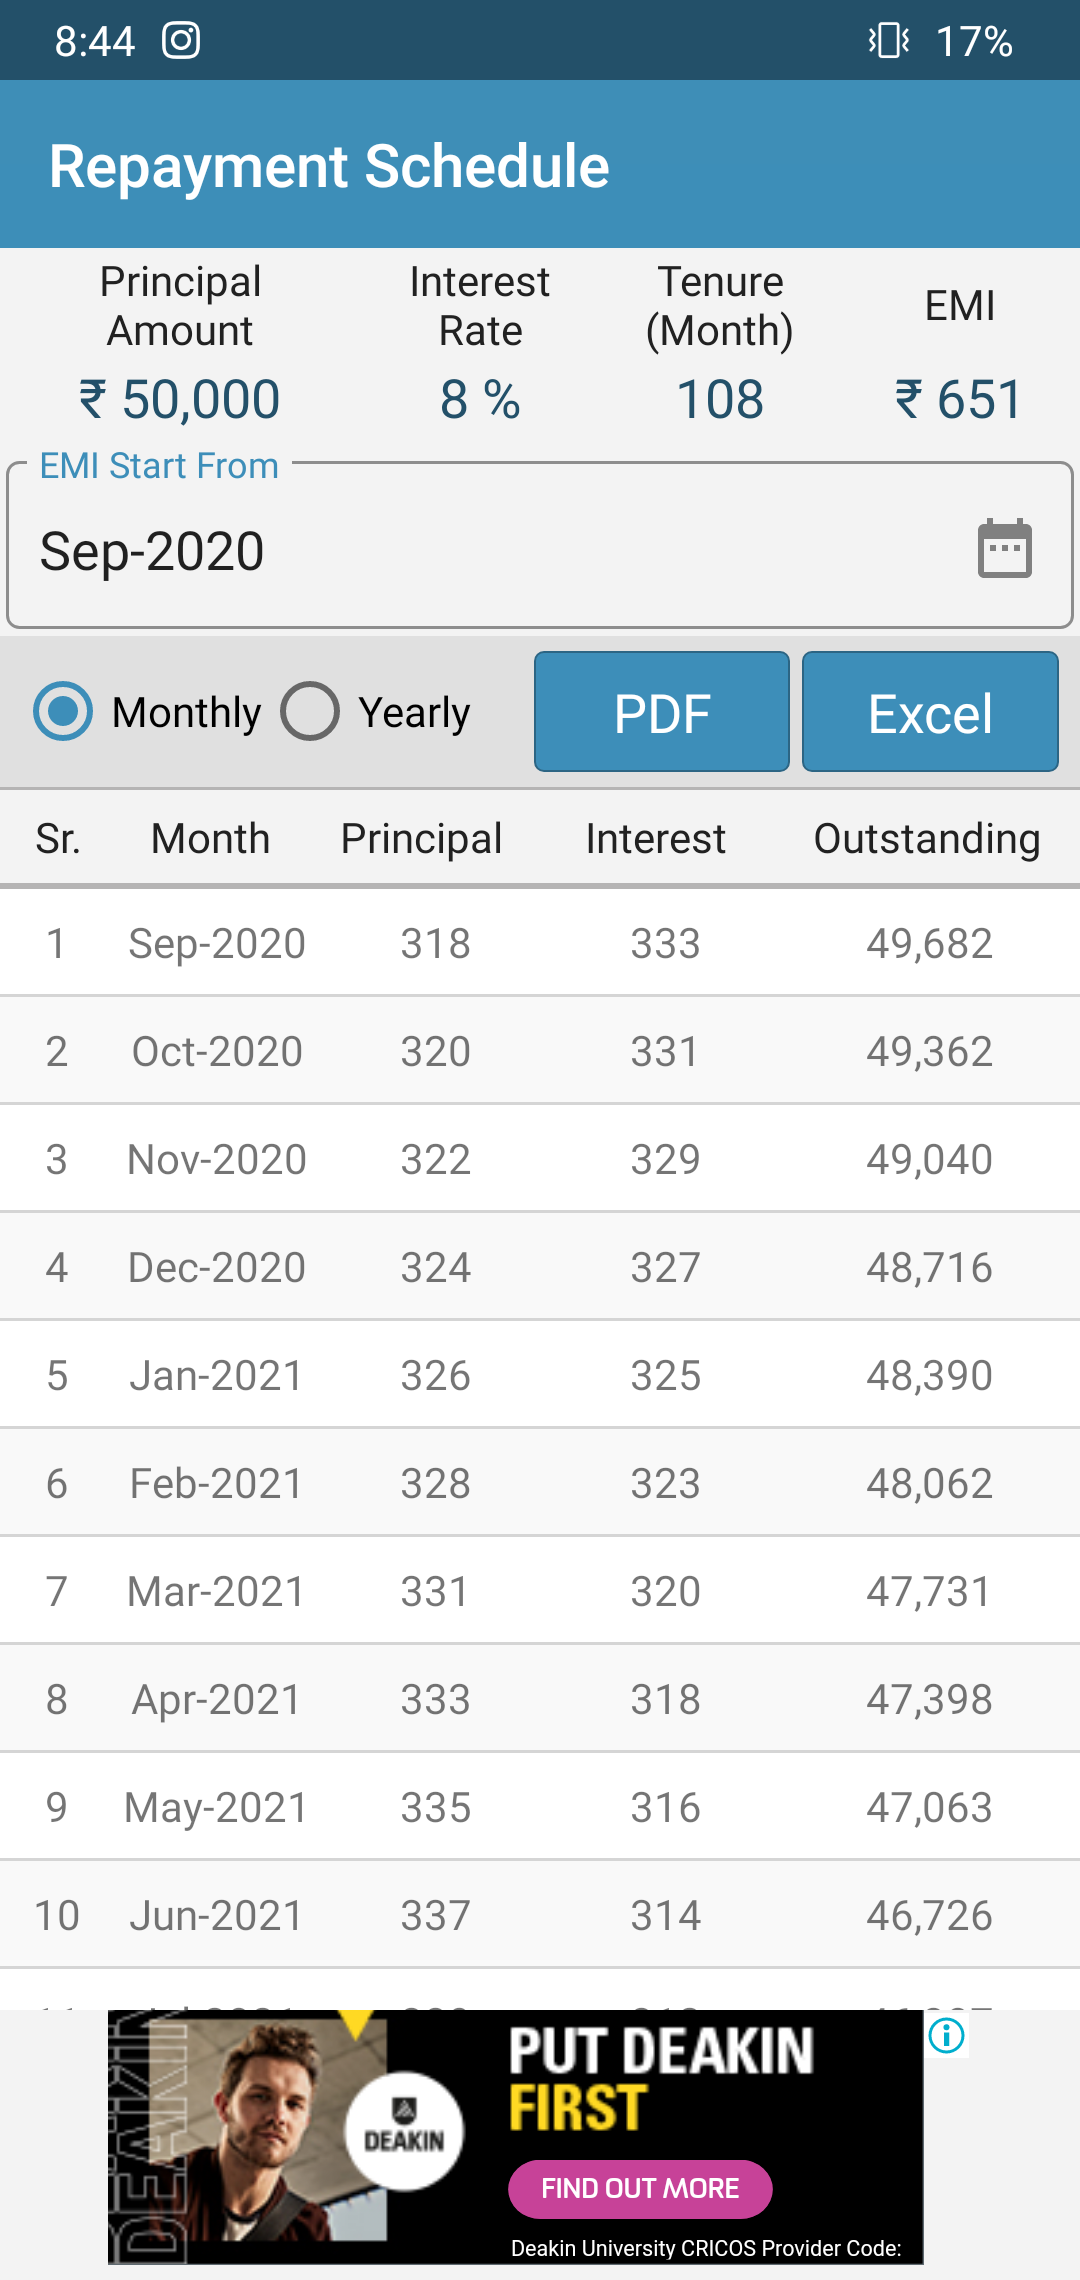 8:44 17%
Repayment Schedule
Principal Amount Interest Rate Tenure (Month) EMI
₹ 50,000 8 % 108 ₹ 651
EMI Start From
Sep-2020
Monthly Yearly PDF Excel
Sr. Month Principal Interest Outstanding
1 Sep-2020 318 333 49,682
2 Oct-2020 320 331 49,362
3 Nov-2020 322 329 49,040
4 Dec-2020 324 327 48,716
5 Jan-2021 326 325 48,390
6 Feb-2021 328 323 48,062
7 Mar-2021 331 320 47,731
8 Apr-2021 333 318 47,398
9 May-2021 335 316 47,063
10 Jun-2021 337 314 46,726
DEAKIN
DEAKIN
PUT DEAKIN
FIRST
FIND OUT MORE
Deakin University CRICOS Provider Code: